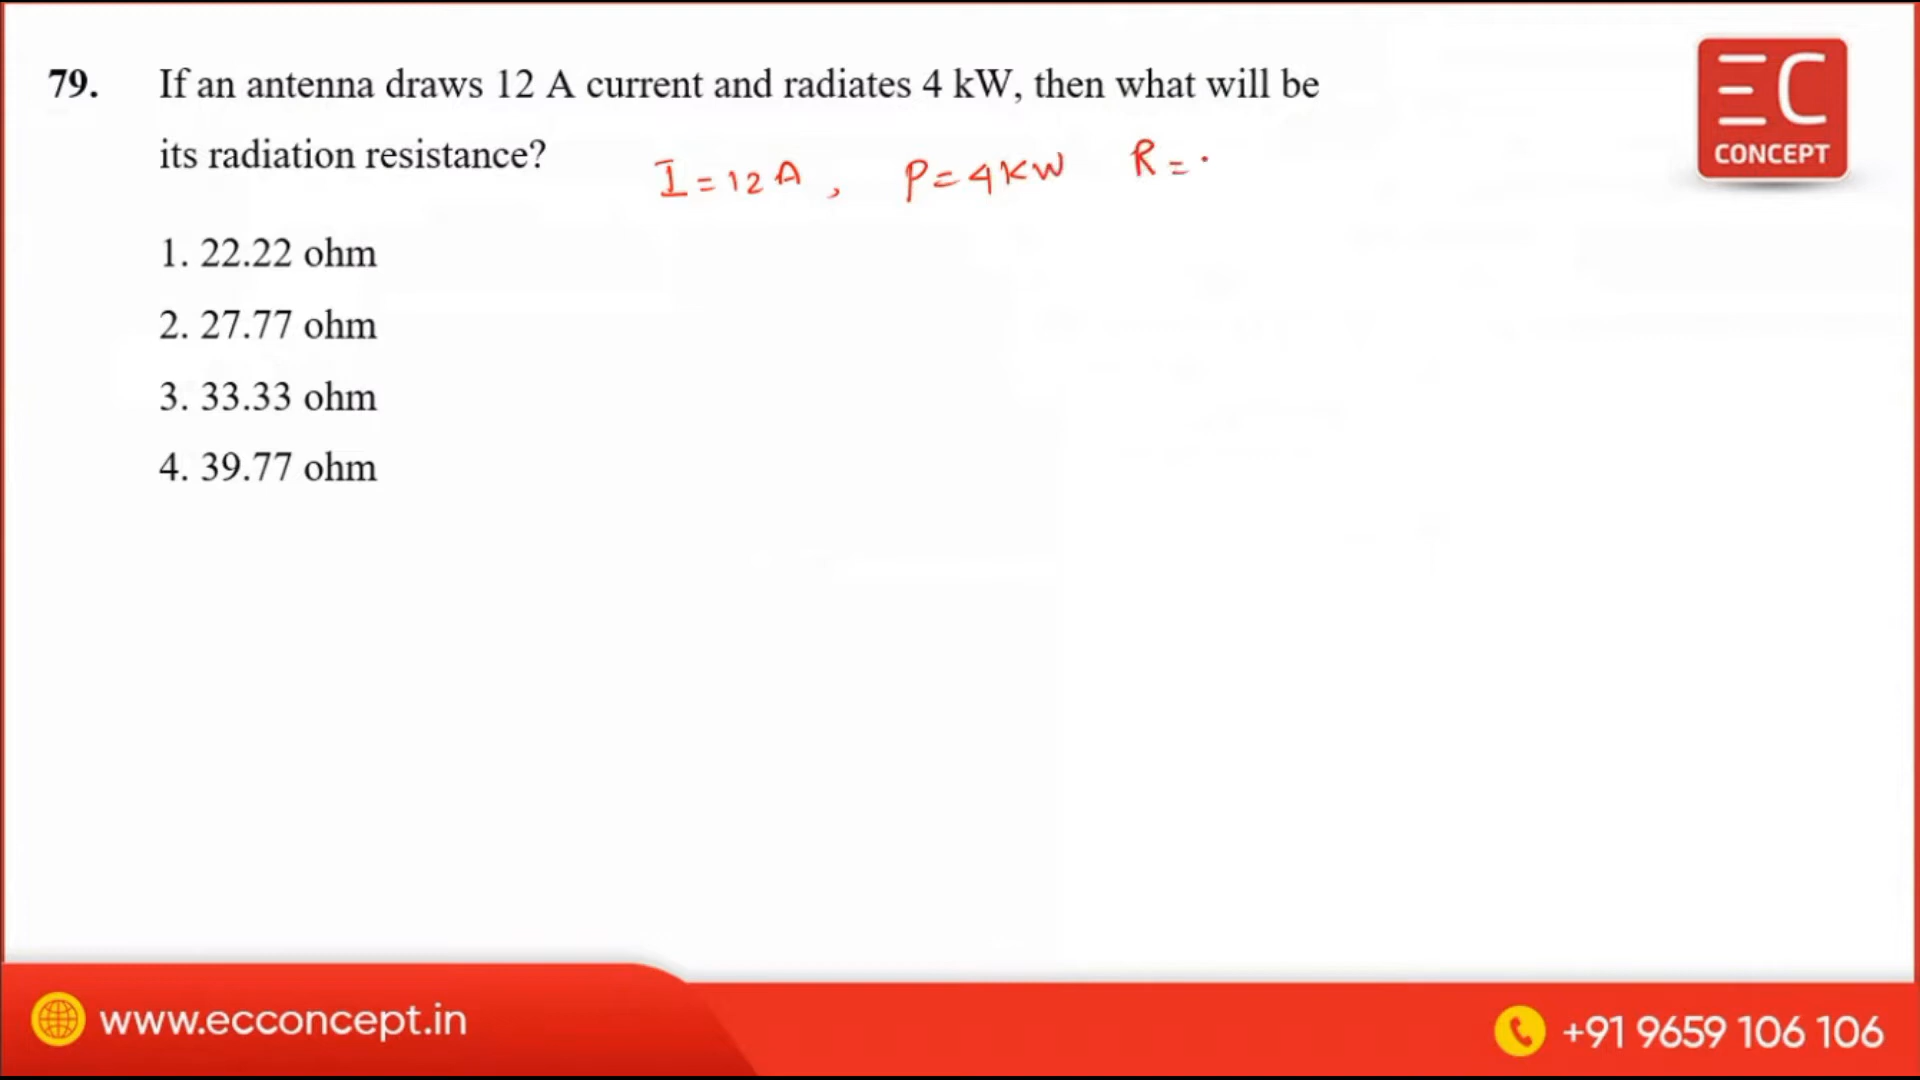 79. If an antenna draws 12 A current and radiates 4 kW, then what will be
its radiation resistance?
I = 12 A , P = 4 KW R =
1. 22.22 ohm
2. 27.77 ohm
3. 33.33 ohm
4. 39.77 ohm
EC
CONCEPT
www.ecconcept.in
+91 9659 106 106